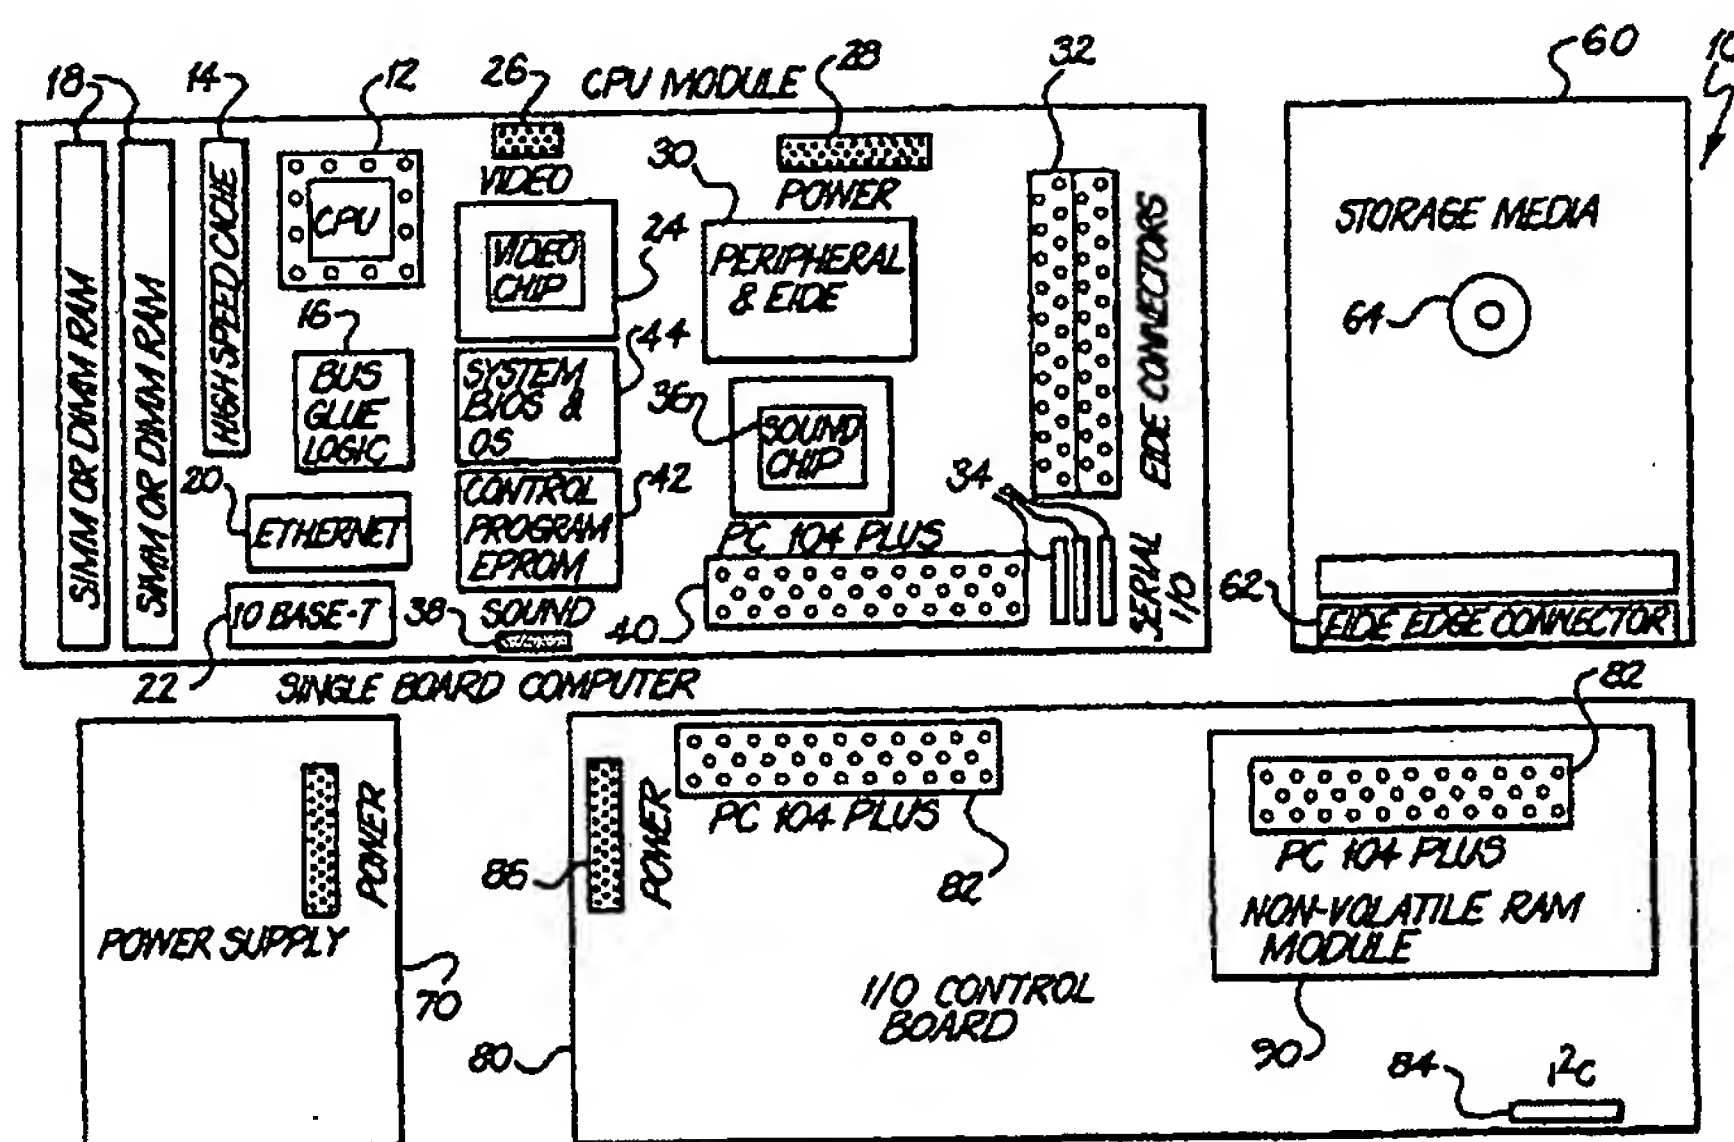 18
14
12
26
CPU MODULE
28
32
60
10
SIMM OR DIMM RAM
SIMM OR DIMM RAM
HIGH SPEED CACHE
CPU
VIDEO
30
POWER
EIDE CONNECTORS
STORAGE MEDIA
VIDEO
CHIP
24
PERIPHERAL
& EIDE
64
16
BUS
GLUE
LOGIC
44
SYSTEM
BIOS &
OS
36
SOUND
CHIP
20
ETHERNET
CONTROL
PROGRAM
EPROM
42
34
PC 104 PLUS
SERIAL
I/O
10 BASE-T
SOUND
38
40
62
EIDE EDGE CONNECTOR
22
SINGLE BOARD COMPUTER
82
POWER
POWER SUPPLY
70
POWER
86
PC 104 PLUS
82
PC 104 PLUS
NON-VOLATILE RAM
MODULE
I/O CONTROL
BOARD
80
90
84
I²C